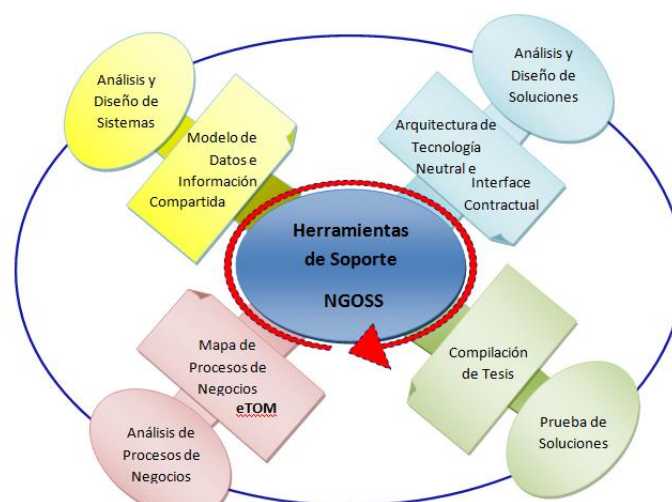 Análisis y
Diseño de
Sistemas
Modelo de
Datos e
Información
Compartida
Análisis y
Diseño de
Soluciones
Arquitectura de
Tecnología
Neutral e
Interface
Contractual
Herramientas
de Soporte
NGOSS
Mapa de
Procesos de
Negocios
eTOM
Análisis de
Procesos de
Negocios
Compilación
de Tesis
Prueba de
Soluciones